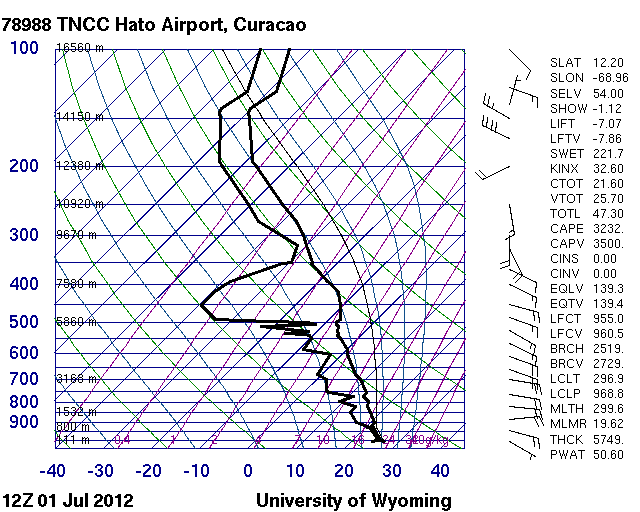 78988 TNCC Hato Airport, Curacao
100
16560 m
14150 m
200
12380 m
10920 m
300
9670 m
400
7580 m
500
5860 m
600
700
3168 m
800
1532 m
900
800 m
111 m
0.4
1
2
4
7
10
16
24
32
40g/kg
-40
-30
-20
-10
0
10
20
30
40
12Z 01 Jul 2012
University of Wyoming
SLAT 12.20
SLON -68.96
SELV 54.00
SHOW -1.12
LIFT -7.07
LFTV -7.86
SWET 221.7
KINX 32.60
CTOT 21.60
VTOT 25.70
TOTL 47.30
CAPE 3232.
CAPV 3500.
CINS 0.00
CINV 0.00
EQLV 139.3
EQTV 139.4
LFCT 955.0
LFCV 960.5
BRCH 2519.
BRCV 2729.
LCLT 296.9
LCLP 968.8
MLTH 299.6
MLMR 19.62
THCK 5749.
PWAT 50.60